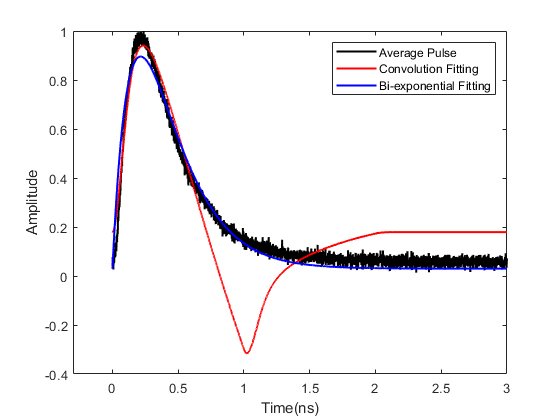 1
0.8
0.6
0.4
0.2
0
-0.2
-0.4
Amplitude
Average Pulse
Convolution Fitting
Bi-exponential Fitting
0 0.5 1 1.5 2 2.5 3
Time(ns)